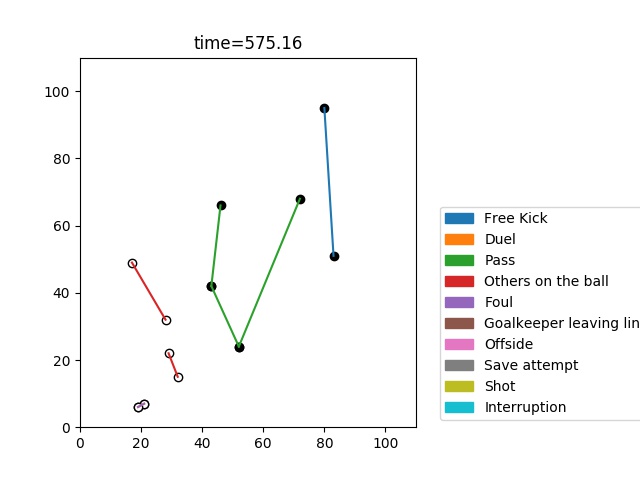 time=575.16
100
80
60
40
20
0
0 20 40 60 80 100
Free Kick
Duel
Pass
Others on the ball
Foul
Goalkeeper leaving lin
Offside
Save attempt
Shot
Interruption